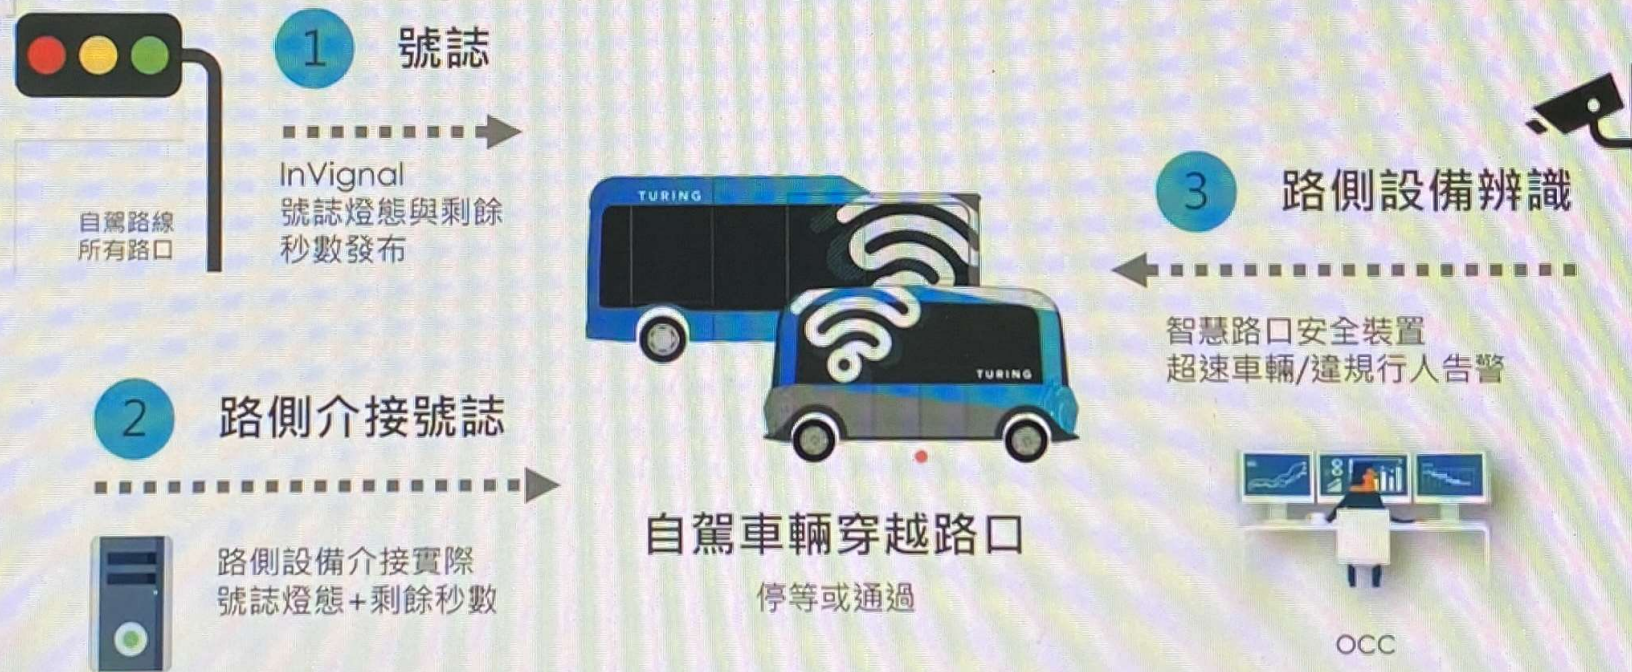 1 號誌
InVignal
號誌燈態與剩餘
秒數發布
自駕路線
所有路口
2 路側介接號誌
路側設備介接實際
號誌燈態+剩餘秒數
TURING
TURING
自駕車輛穿越路口
停等或通過
3 路側設備辨識
智慧路口安全裝置
超速車輛/違規行人告警
OCC